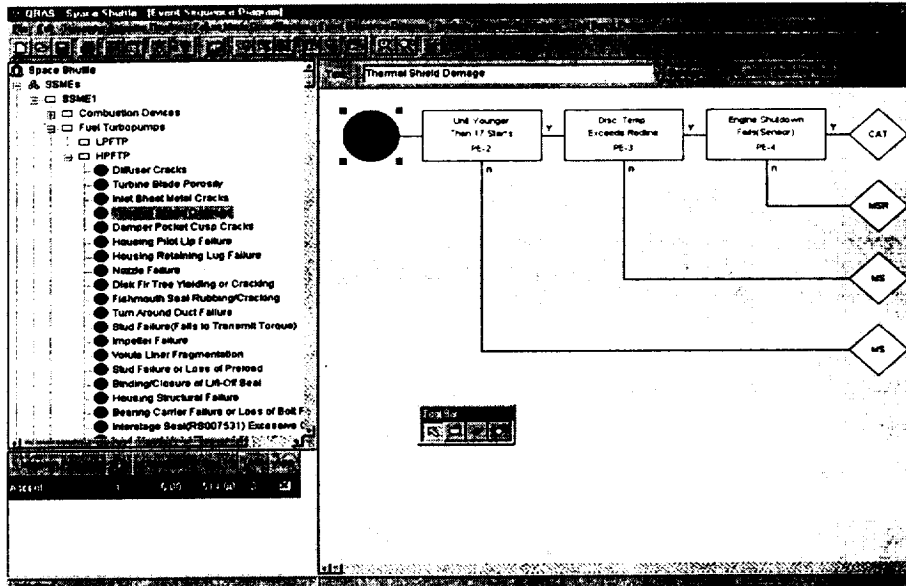 QRAS - Space Shuttle - [Event Sequence Diagram]
Space Shuttle
SSMEs
SSME1
Combustion Devices
Fuel Turbopumps
LPFTP
HPFTP
Diffuser Cracks
Turbine Blade Porosity
Inlet Sheet Metal Cracks
Damper Pocket Cusp Cracks
Housing Pilot Lip Failure
Housing Retaining Lug Failure
Nozzle Failure
Disk Fir Tree Yielding or Cracking
Fishmouth Seal Rubbing/Cracking
Turn Around Duct Failure
Stud Failure(Fails to Transmit Torque)
Impeller Failure
Volute Liner Fragmentation
Stud Failure or Loss of Preload
Binding/Closure of Lift-Off Seal
Housing Structural Failure
Bearing Carrier Failure or Loss of Bolt F
Interstage Seal(RS007531) Excessive C
Ascent
Thermal Shield Damage
Unit Younger
Than 17 Starts
PE-2
Y
n
Disc Temp
Exceeds Redline
PE-3
Y
n
Engine Shutdown
Fails(Sensor)
PE-4
Y
n
CAT
MSR
MS
MS
Tool Bar